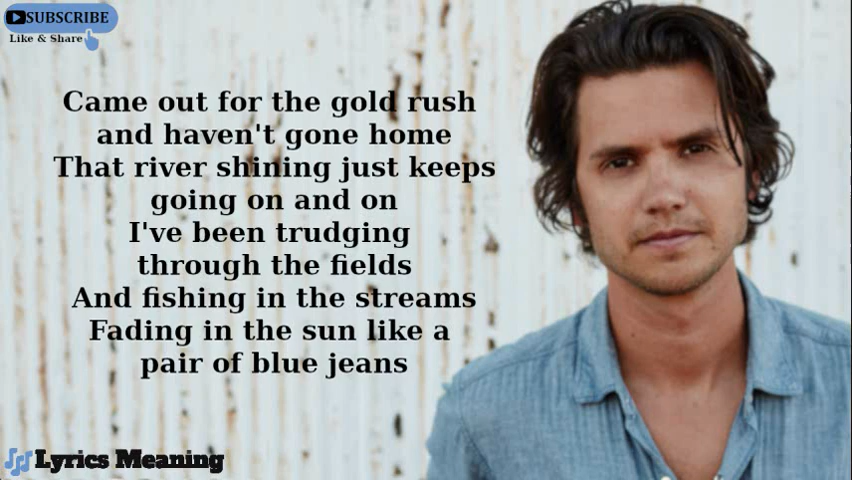 SUBSCRIBE
Like & Share
Came out for the gold rush
and haven't gone home
That river shining just keeps
going on and on
I've been trudging
through the fields
And fishing in the streams
Fading in the sun like a
pair of blue jeans
Lyrics Meaning